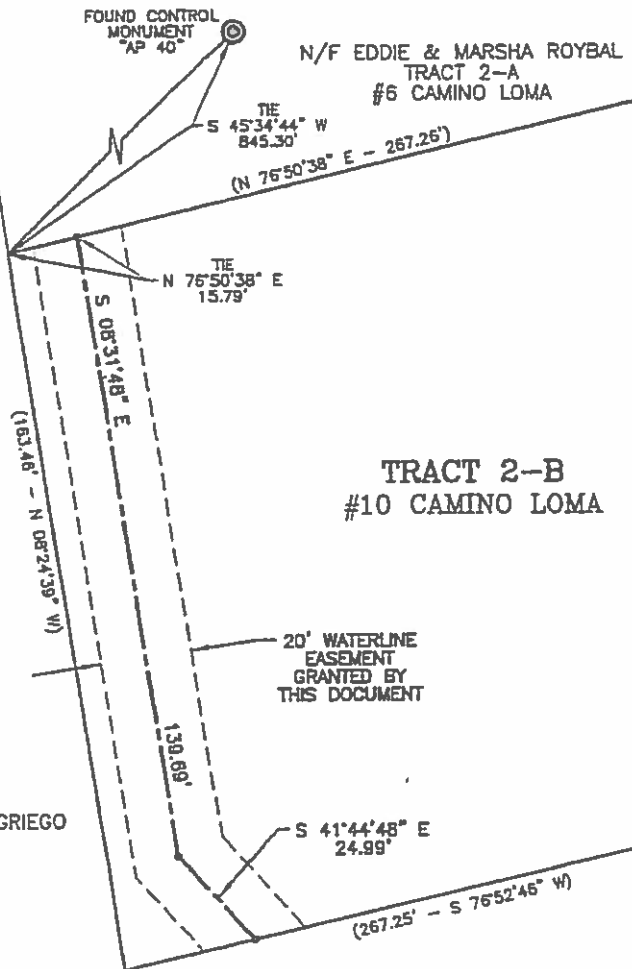 FOUND CONTROL
MONUMENT
"AP 40"
N/F EDDIE & MARSHA ROYBAL
TRACT 2-A
#6 CAMINO LOMA
TIE
S 45°34'44" W
845.30'
(N 76°50'38" E - 267.26')
TIE
N 76°50'38" E
15.79'
S 08°31'48" E
139.69'
(163.46' - N 08°24'39" W)
TRACT 2-B
#10 CAMINO LOMA
20' WATERLINE
EASEMENT
GRANTED BY
THIS DOCUMENT
GRIEGO
S 41°44'48" E
24.99'
(267.25' - S 76°52'46" W)